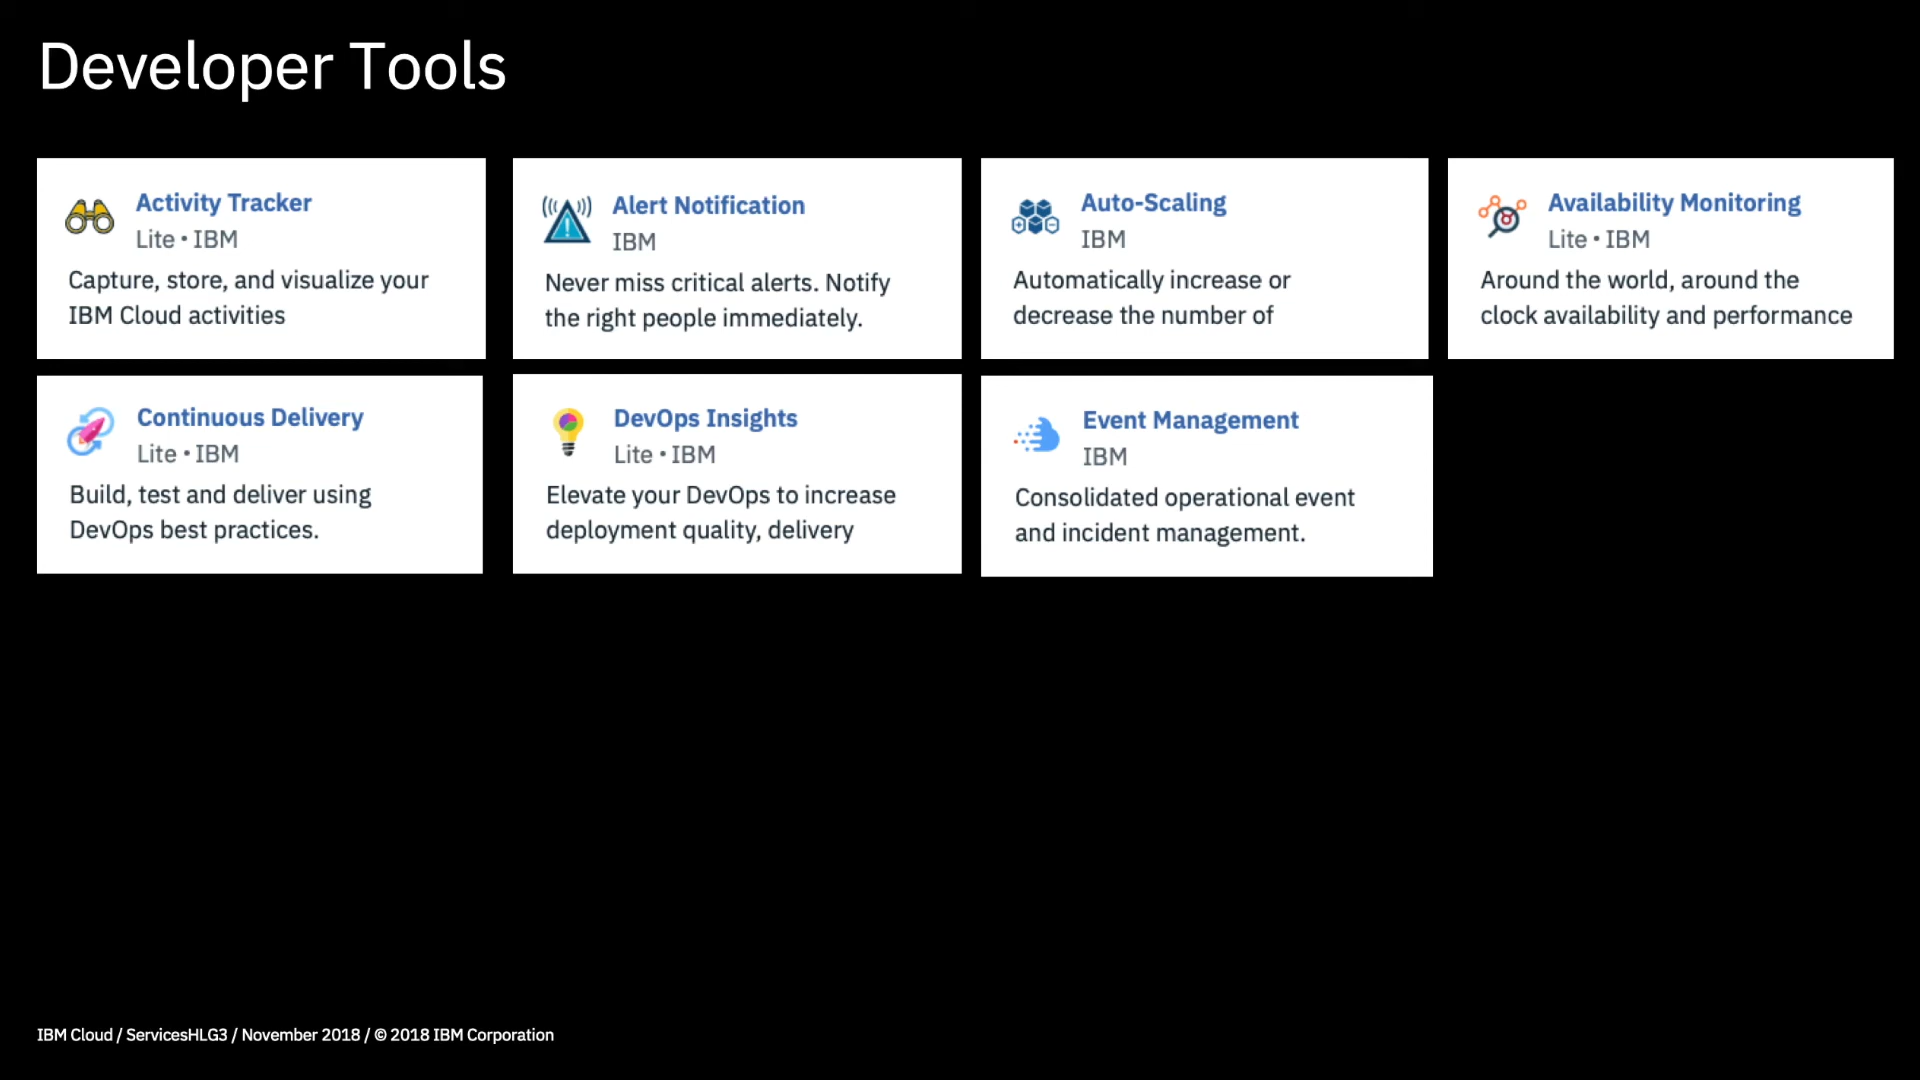 Developer Tools
Activity Tracker
Lite • IBM
Capture, store, and visualize your
IBM Cloud activities
Alert Notification
IBM
Never miss critical alerts. Notify
the right people immediately.
Auto-Scaling
IBM
Automatically increase or
decrease the number of
Availability Monitoring
Lite • IBM
Around the world, around the
clock availability and performance
Continuous Delivery
Lite • IBM
Build, test and deliver using
DevOps best practices.
DevOps Insights
Lite • IBM
Elevate your DevOps to increase
deployment quality, delivery
Event Management
IBM
Consolidated operational event
and incident management.
IBM Cloud / ServicesHLG3 / November 2018 / © 2018 IBM Corporation